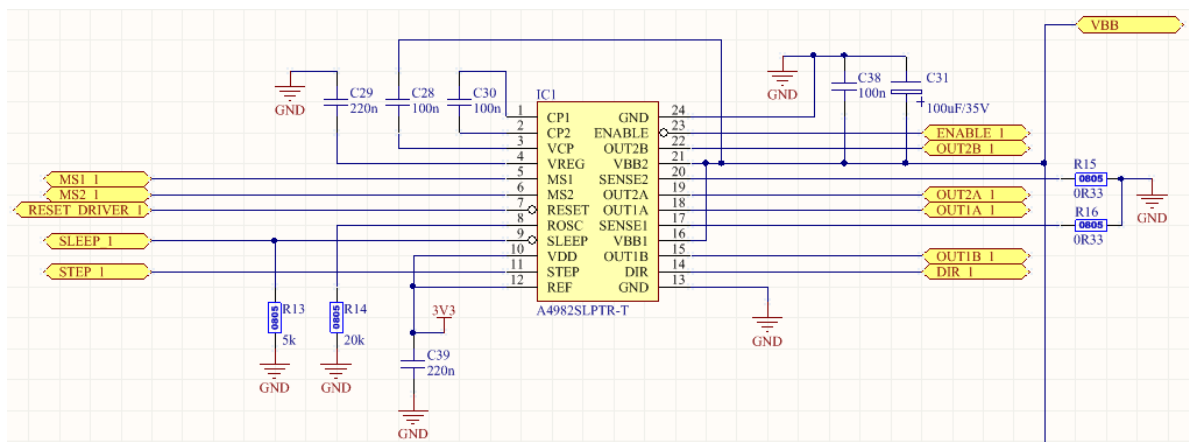 VBB
GND
C29
220n
C28
100n
C30
100n
IC1
GND
C38
100n
C31
+
100uF/35V
1 CP1 GND 24
2 CP2 ENABLE 23 ENABLE_1
3 VCP OUT2B 22 OUT2B_1
4 VREG VBB2 21
MS1_1 5 MS1 SENSE2 20
MS2_1 6 MS2 OUT2A 19 OUT2A_1
RESET_DRIVER_1 7 RESET OUT1A 18 OUT1A_1
8 ROSC SENSE1 17
SLEEP_1 9 SLEEP VBB1 16
10 VDD OUT1B 15 OUT1B_1
STEP_1 11 STEP DIR 14 DIR_1
12 REF GND 13
A4982SLPTR-T
R15
0805
0R33
R16
0805
0R33
GND
R13
0805
5k
GND
R14
0805
20k
GND
3V3
C39
220n
GND
GND